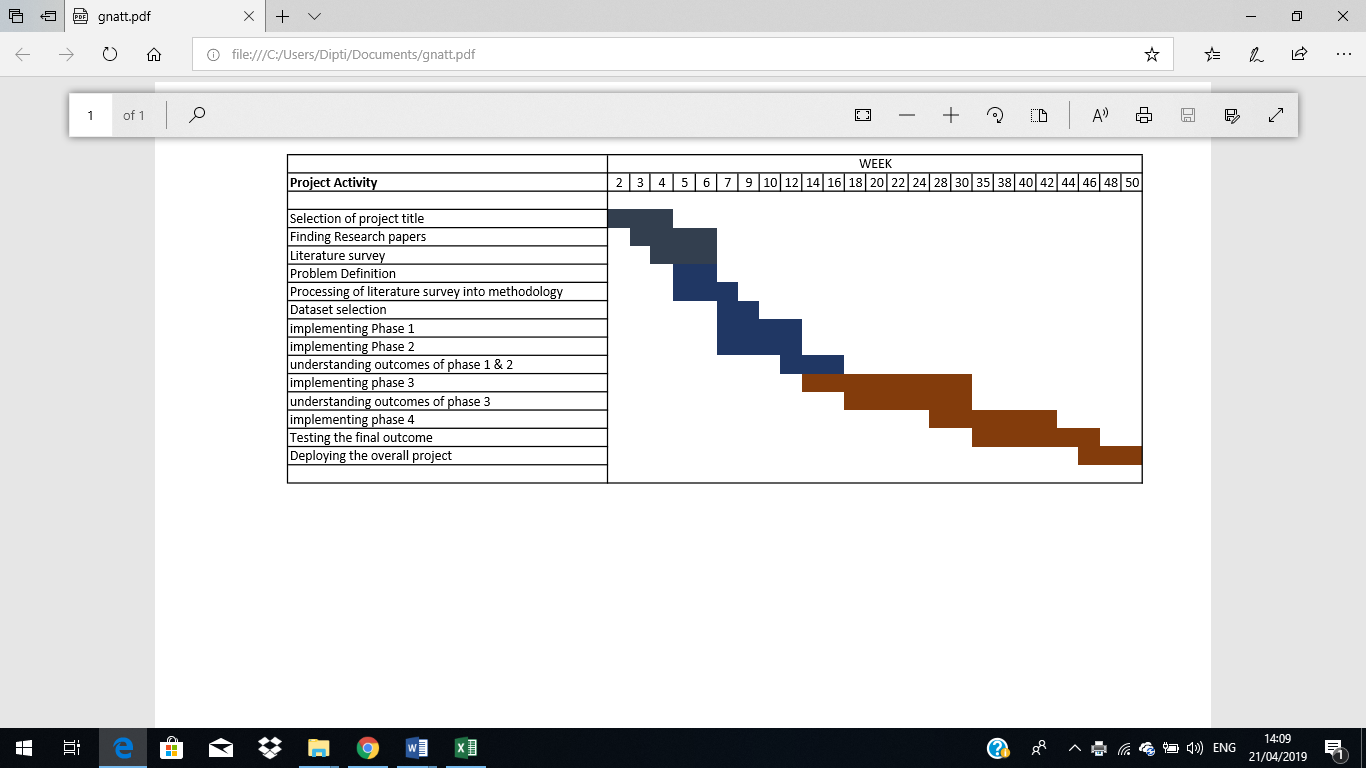 gnatt.pdf
file:///C:/Users/Dipti/Documents/gnatt.pdf
1 of 1
WEEK
Project Activity 2 3 4 5 6 7 9 10 12 14 16 18 20 22 24 28 30 35 38 40 42 44 46 48 50
Selection of project title
Finding Research papers
Literature survey
Problem Definition
Processing of literature survey into methodology
Dataset selection
implementing Phase 1
implementing Phase 2
understanding outcomes of phase 1 & 2
implementing phase 3
understanding outcomes of phase 3
implementing phase 4
Testing the final outcome
Deploying the overall project
ENG
14:09
21/04/2019
1